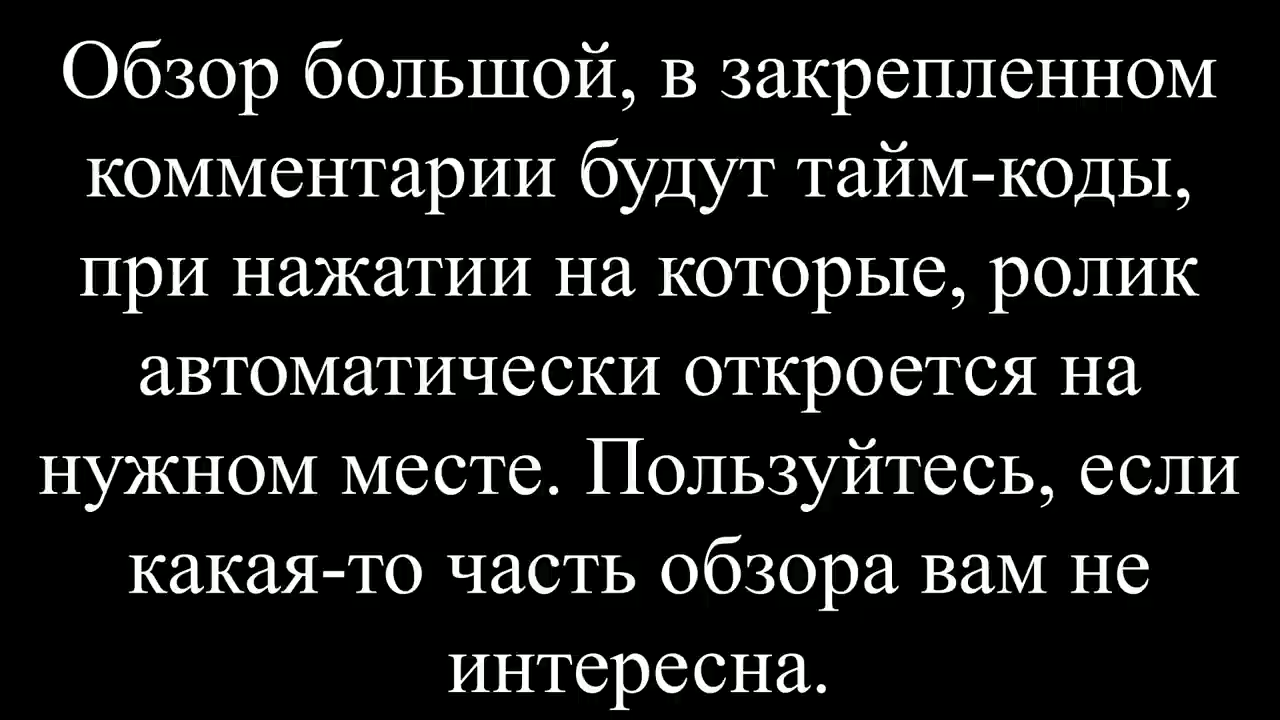 Обзор большой, в закрепленном
комментарии будут тайм-коды,
при нажатии на которые, ролик
автоматически откроется на
нужном месте. Пользуйтесь, если
какая-то часть обзора вам не
интересна.